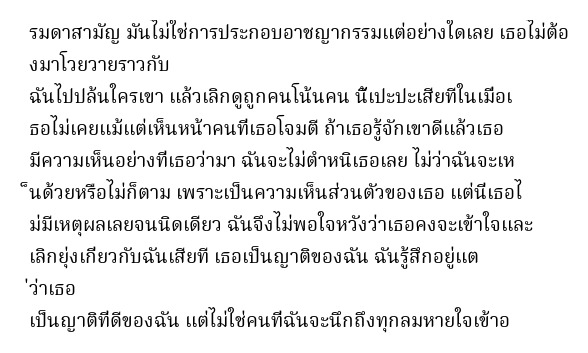 รมดาสามัญ มันไม่ใช่การประกอบอาชญากรรมแต่อย่างใดเลย เธอไม่ต้อ
งมาโวยวายราวกับ
ฉันไปปล้นใครเขา แล้วเลิกดูถูกคนโน้นคน นี้เปะปะเสียทีในเมื่อเ
ธอไม่เคยแม้แต่เห็นหน้าคนที่เธอโจมตี ถ้าเธอรู้จักเขาดีแล้วเธอ
มีความเห็นอย่างที่เธอว่ามา ฉันจะไม่ตำหนิเธอเลย ไม่ว่าฉันจะเห
็นด้วยหรือไม่ก็ตาม เพราะเป็นความเห็นส่วนตัวของเธอ แต่นี่เธอไ
ม่มีเหตุผลเลยจนนิดเดียว ฉันจึงไม่พอใจหวังว่าเธอคงจะเข้าใจและ
เลิกยุ่งเกี่ยวกับฉันเสียที เธอเป็นญาติของฉัน ฉันรู้สึกอยู่แต
่ว่าเธอ
เป็นญาติที่ดีของฉัน แต่ไม่ใช่คนที่ฉันจะนึกถึงทุกลมหายใจเข้าอ